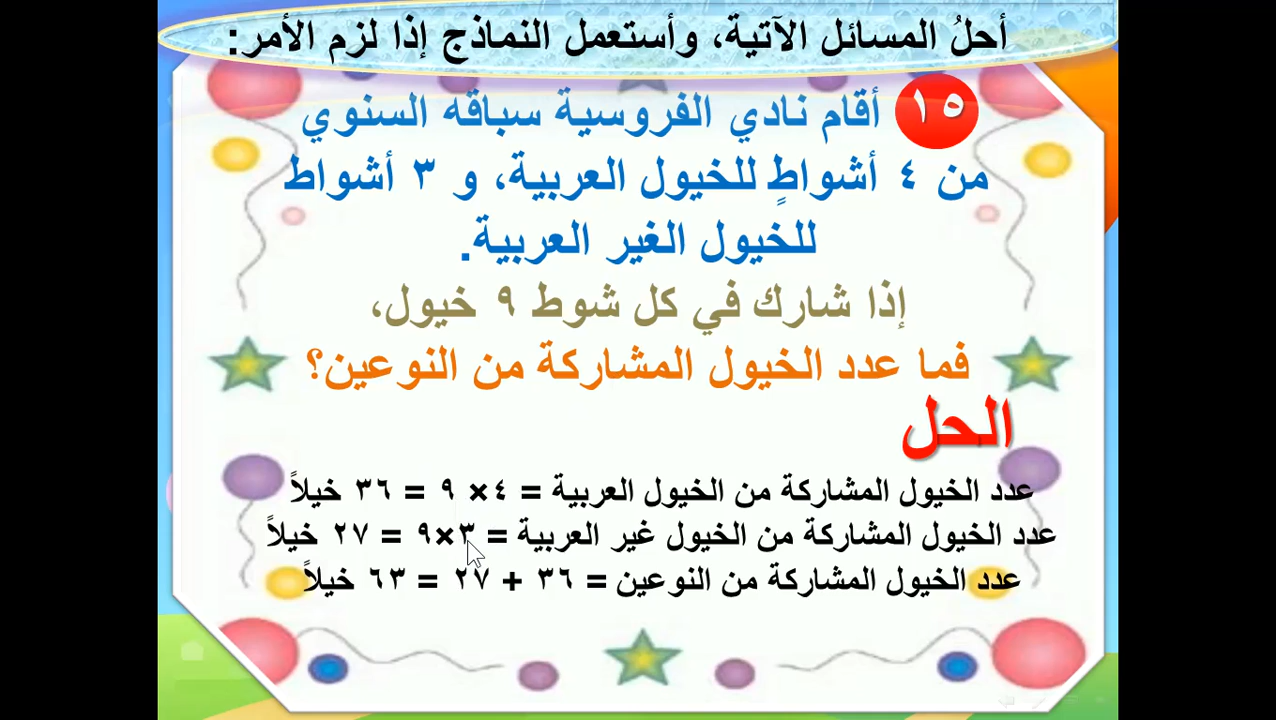 أحلُ المسائل الآتية، وأستعمل النماذج إذا لزم الأمر:
١٥ أقام نادي الفروسية سباقه السنوي
من ٤ أشواطٍ للخيول العربية، و ٣ أشواط
للخيول الغير العربية.
إذا شارك في كل شوط ٩ خيول،
فما عدد الخيول المشاركة من النوعين؟
الحل
عدد الخيول المشاركة من الخيول العربية = ٤× ٩ = ٣٦ خيلاً
عدد الخيول المشاركة من الخيول غير العربية = ٣×٩ = ٢٧ خيلاً
عدد الخيول المشاركة من النوعين = ٣٦ + ٢٧ = ٦٣ خيلاً